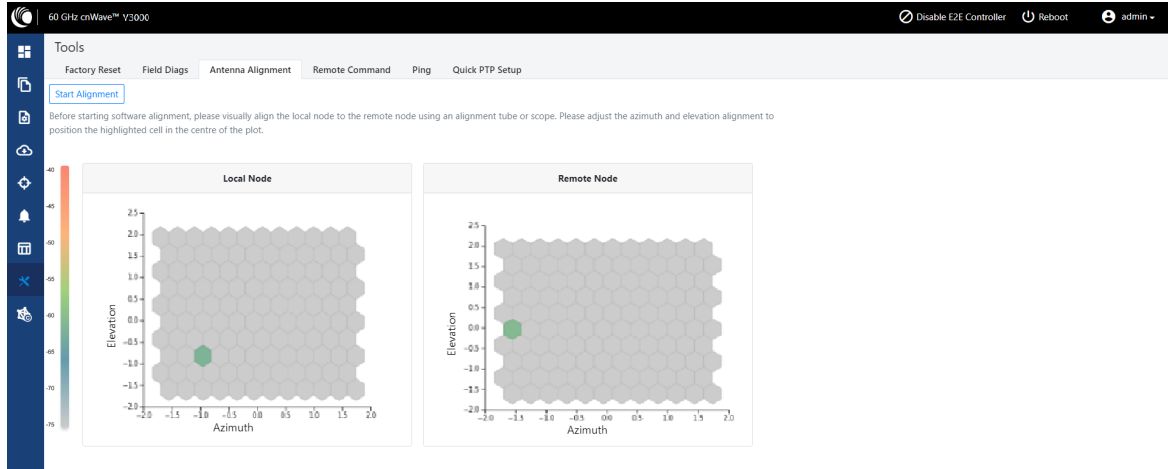 60 GHz cnWave™ V3000
Disable E2E Controller
Reboot
admin
Tools
Factory Reset
Field Diags
Antenna Alignment
Remote Command
Ping
Quick PTP Setup
Start Alignment
Before starting software alignment, please visually align the local node to the remote node using an alignment tube or scope. Please adjust the azimuth and elevation alignment to
position the highlighted cell in the centre of the plot.
-40
-45
-50
-55
-60
-65
-70
-75
Local Node
2.5
2.0
1.5
1.0
0.5
0.0
-0.5
-1.0
-1.5
-2.0
Elevation
-2.0 -1.5 -1.0 -0.5 0.0 0.5 1.0 1.5 2.0
Azimuth
Remote Node
2.5
2.0
1.5
1.0
0.5
0.0
-0.5
-1.0
-1.5
-2.0
Elevation
-2.0 -1.5 -1.0 -0.5 0.0 0.5 1.0 1.5 2.0
Azimuth